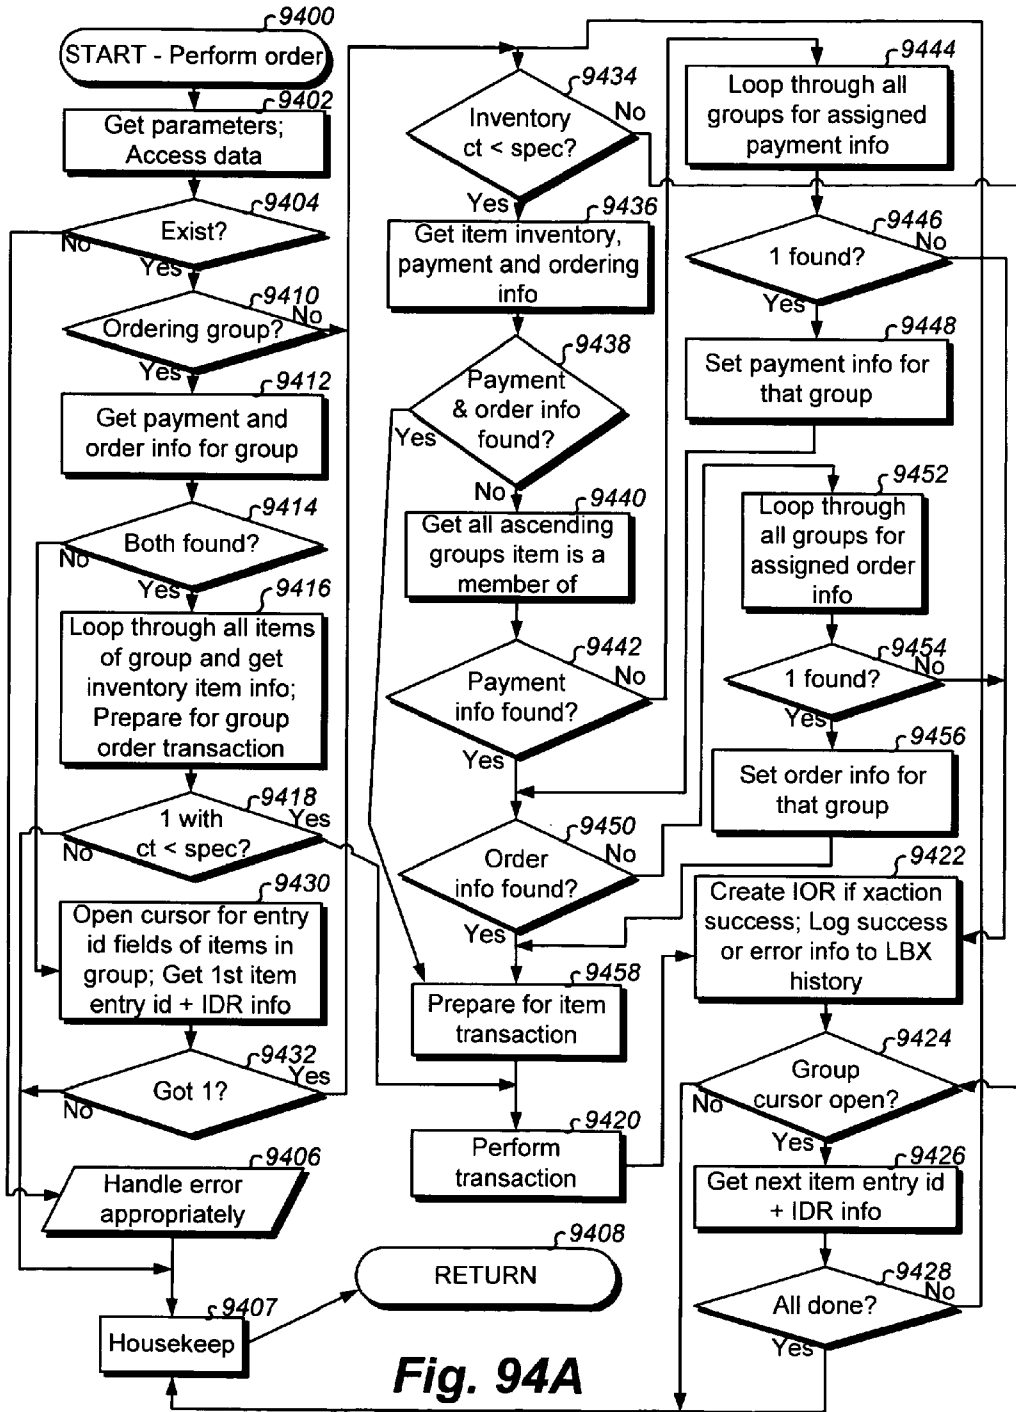 9400
START - Perform order
9402
Get parameters;
Access data
9404
Exist?
No
Yes
9410
Ordering group?
No
Yes
9412
Get payment and
order info for group
9414
Both found?
No
Yes
9416
Loop through all items
of group and get
inventory item info;
Prepare for group
order transaction
9418
1 with
ct < spec?
Yes
No
9430
Open cursor for entry
id fields of items in
group; Get 1st item
entry id + IDR info
9432
Got 1?
Yes
No
9406
Handle error
appropriately
9407
Housekeep
9408
RETURN
9434
Inventory
ct < spec?
No
Yes
9436
Get item inventory,
payment and ordering
info
9438
Payment
& order info
found?
Yes
No
9440
Get all ascending
groups item is a
member of
9442
Payment
info found?
No
Yes
9450
Order
info found?
No
Yes
9458
Prepare for item
transaction
9420
Perform
transaction
9444
Loop through all
groups for assigned
payment info
9446
1 found?
No
Yes
9448
Set payment info for
that group
9452
Loop through
all groups for
assigned order
info
9454
1 found?
No
Yes
9456
Set order info for
that group
9422
Create IOR if xaction
success; Log success
or error info to LBX
history
9424
Group
cursor open?
No
Yes
9426
Get next item entry id
+ IDR info
9428
All done?
No
Yes
Fig. 94A